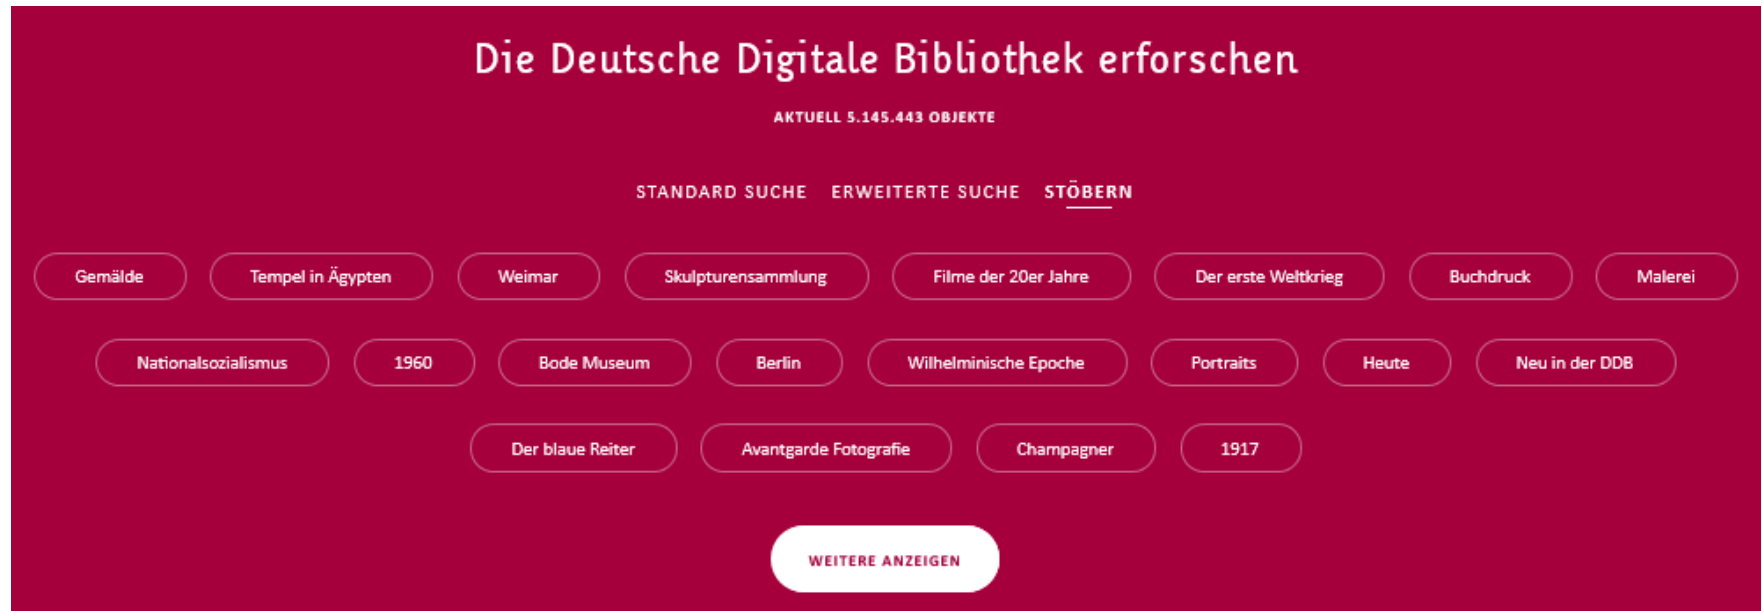 Die Deutsche Digitale Bibliothek erforschen
AKTUELL 5.145.443 OBJEKTE
STANDARD SUCHE ERWEITERTE SUCHE STÖBERN
Gemälde Tempel in Ägypten Weimar Skulpturensammlung Filme der 20er Jahre Der erste Weltkrieg Buchdruck Malerei
Nationalsozialismus 1960 Bode Museum Berlin Wilhelminische Epoche Portraits Heute Neu in der DDB
Der blaue Reiter Avantgarde Fotografie Champagner 1917
WEITERE ANZEIGEN